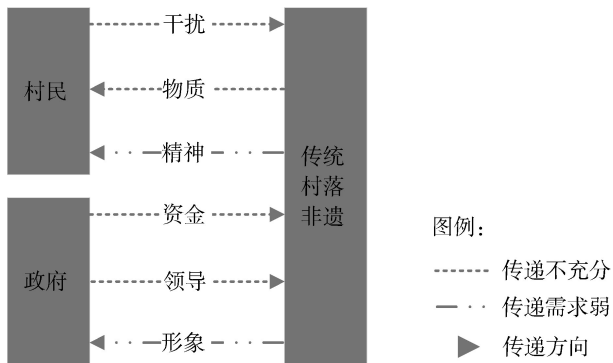 村民
干扰
物质
精神
政府
资金
领导
形象
传统
村落
非遗
图例：
传递不充分
传递需求弱
传递方向